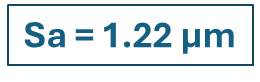 Sa = 1.22 µm